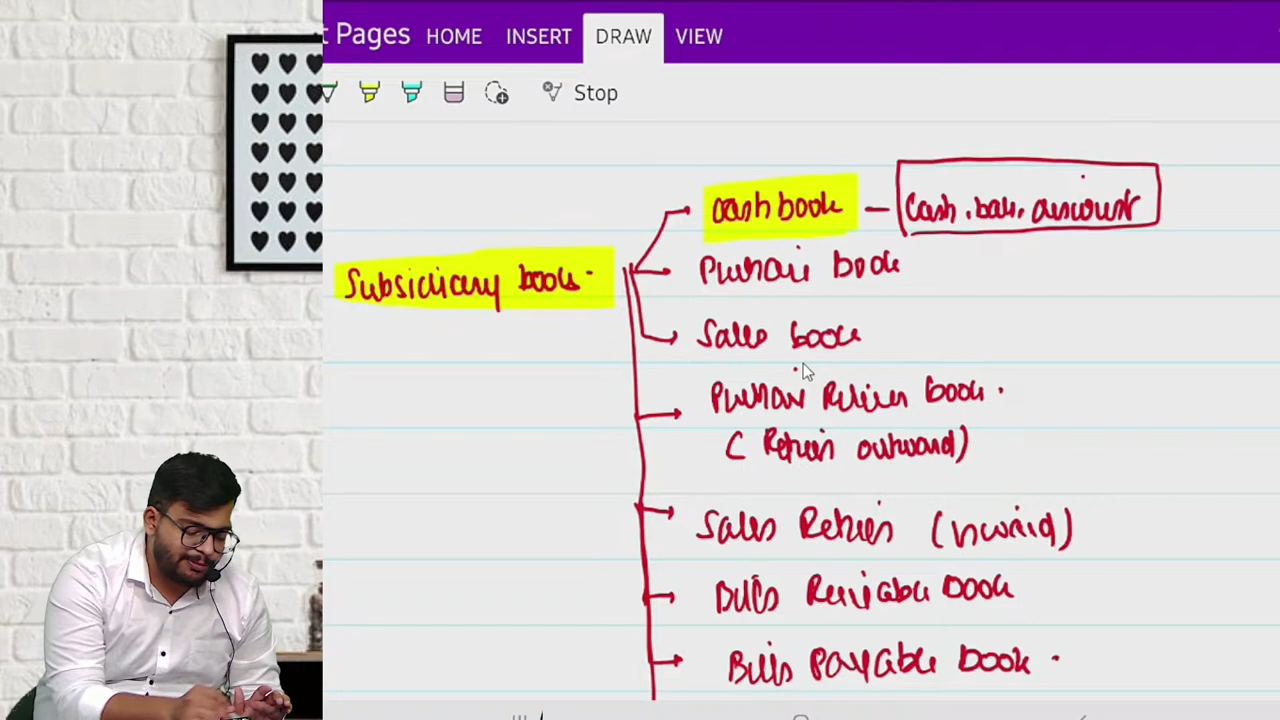 t Pages HOME INSERT DRAW VIEW
Stop
Cash book - Cash. bank. account
Subsidiary book.
Purchase book
Sales book
Purchase Return book.
( Return outward)
Sales Return (Inward)
Bills Receivable book
Bills Payable book.